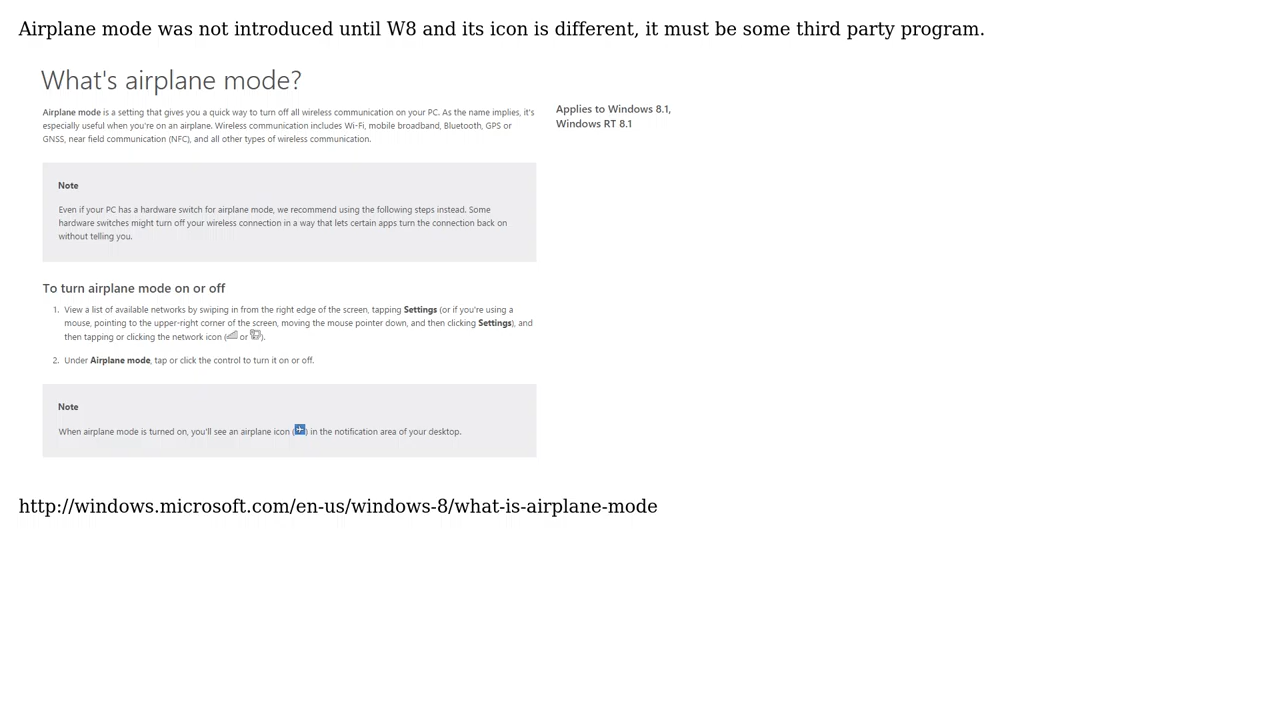 Airplane mode was not introduced until W8 and its icon is different, it must be some third party program.
What's airplane mode?
Airplane mode is a setting that gives you a quick way to turn off all wireless communication on your PC. As the name implies, it's
especially useful when you're on an airplane. Wireless communication includes Wi-Fi, mobile broadband, Bluetooth, GPS or
GNSS, near field communication (NFC), and all other types of wireless communication.
Applies to Windows 8.1,
Windows RT 8.1
Note
Even if your PC has a hardware switch for airplane mode, we recommend using the following steps instead. Some
hardware switches might turn off your wireless connection in a way that lets certain apps turn the connection back on
without telling you.
To turn airplane mode on or off
1. View a list of available networks by swiping in from the right edge of the screen, tapping Settings (or if you're using a
mouse, pointing to the upper-right corner of the screen, moving the mouse pointer down, and then clicking Settings), and
then tapping or clicking the network icon ( or ).
2. Under Airplane mode, tap or click the control to turn it on or off.
Note
When airplane mode is turned on, you'll see an airplane icon ( ) in the notification area of your desktop.
http://windows.microsoft.com/en-us/windows-8/what-is-airplane-mode